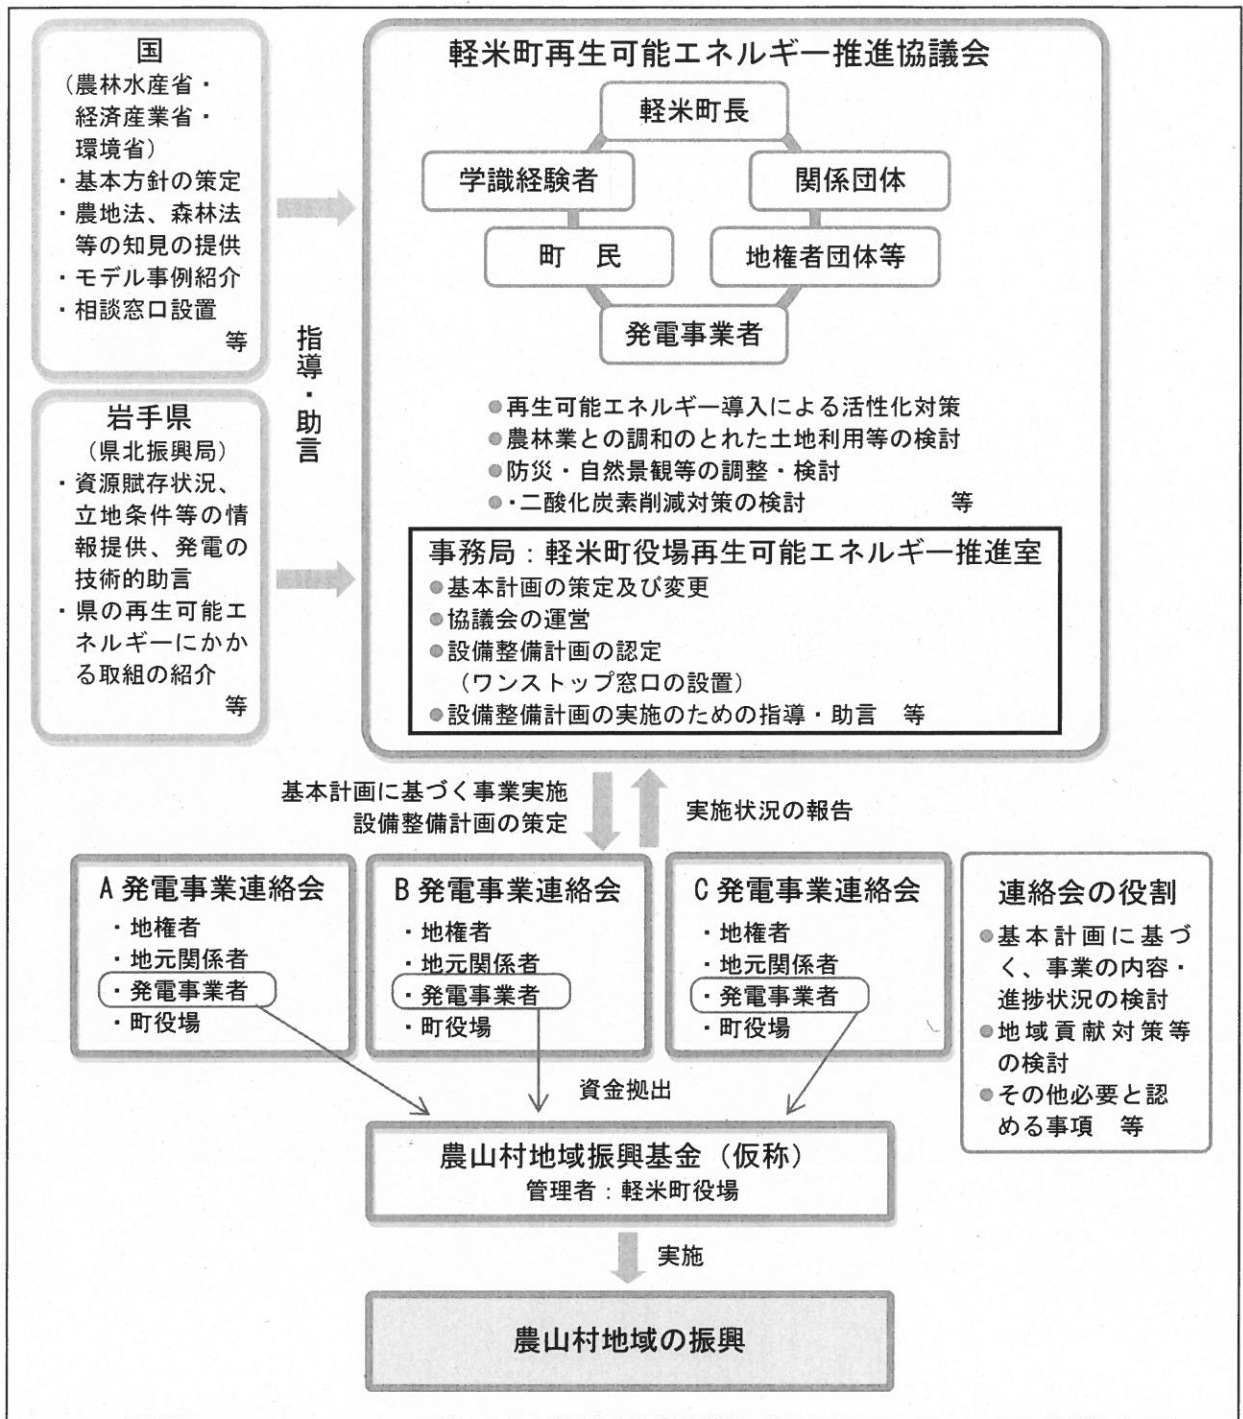 国
（農林水産省・
経済産業省・
環境省）
・基本方針の策定
・農地法、森林法
等の知見の提供
・モデル事例紹介
・相談窓口設置
等
岩手県
（県北振興局）
・資源賦存状況、
立地条件等の情
報提供、発電の
技術的助言
・県の再生可能エ
ネルギーにかか
る取組の紹介
等
指導・助言
軽米町再生可能エネルギー推進協議会
軽米町長
学識経験者
関係団体
町　民
地権者団体等
発電事業者
●再生可能エネルギー導入による活性化対策
●農林業との調和のとれた土地利用等の検討
●防災・自然景観等の調整・検討
●・二酸化炭素削減対策の検討　等
事務局：軽米町役場再生可能エネルギー推進室
●基本計画の策定及び変更
●協議会の運営
●設備整備計画の認定
（ワンストップ窓口の設置）
●設備整備計画の実施のための指導・助言　等
基本計画に基づく事業実施
設備整備計画の策定
実施状況の報告
A 発電事業連絡会
・地権者
・地元関係者
・発電事業者
・町役場
B 発電事業連絡会
・地権者
・地元関係者
・発電事業者
・町役場
C 発電事業連絡会
・地権者
・地元関係者
・発電事業者
・町役場
連絡会の役割
●基本計画に基づ
く、事業の内容・
進捗状況の検討
●地域貢献対策等
の検討
●その他必要と認
める事項　等
資金拠出
農山村地域振興基金（仮称）
管理者：軽米町役場
実施
農山村地域の振興